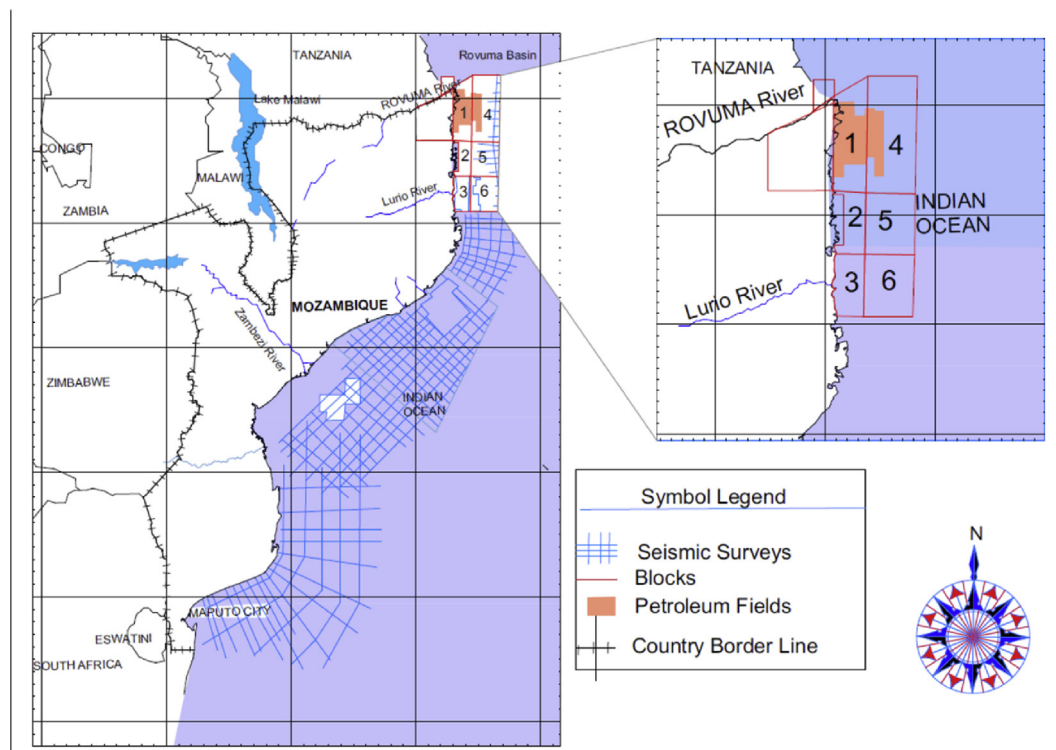 TANZANIA
Rovuma Basin
Lake Malawi
ROVUMA River
1
4
CONGO
2
5
MALAWI
3
6
Lurio River
ZAMBIA
MOZAMBIQUE
Zambezi River
ZIMBABWE
INDIAN
OCEAN
MAPUTO CITY
ESWATINI
SOUTH AFRICA
TANZANIA
ROVUMA River
1
4
INDIAN
OCEAN
2
5
Lurio River
3
6
Symbol Legend
Seismic Surveys
Blocks
Petroleum Fields
Country Border Line
N